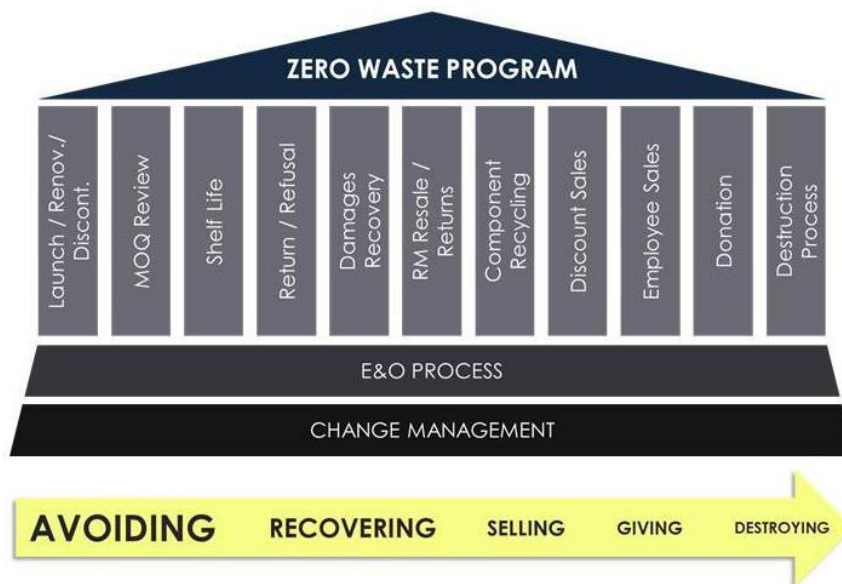 ZERO WASTE PROGRAM
Launch / Renov./
Discont.
MOQ Review
Shelf Life
Return / Refusal
Damages
Recovery
RM Resale /
Returns
Component
Recycling
Discount Sales
Employee Sales
Donation
Destruction
Process
E&O PROCESS
CHANGE MANAGEMENT
AVOIDING RECOVERING SELLING GIVING DESTROYING